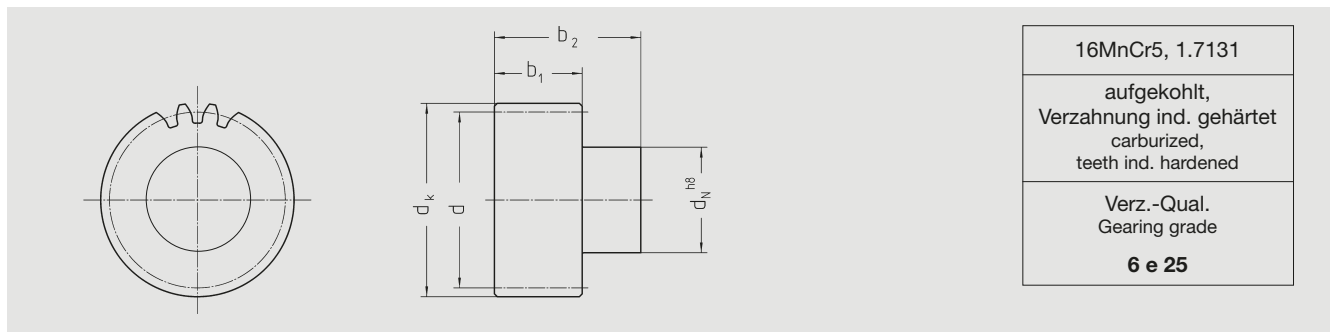 b₂
b₁
dₖ
d
d_N h8
16MnCr5, 1.7131
aufgekohlt,
Verzahnung ind. gehärtet
carburized,
teeth ind. hardened
Verz.-Qual.
Gearing grade
6 e 25